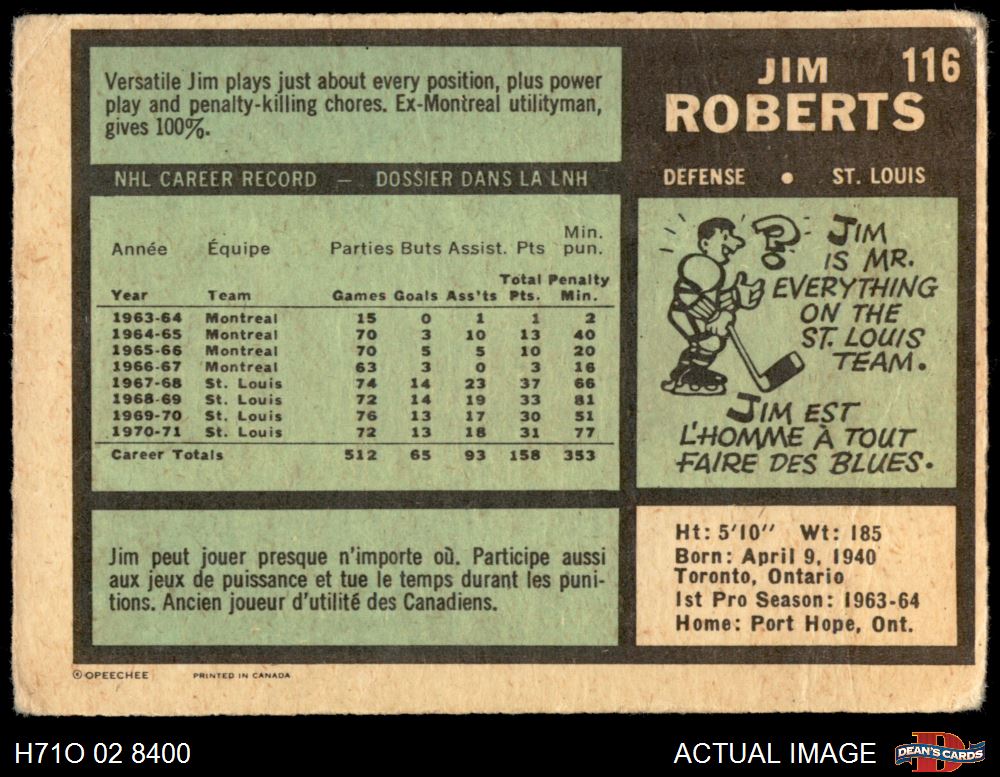 Versatile Jim plays just about every position, plus power
play and penalty-killing chores. Ex-Montreal utilityman,
gives 100%.
116
JIM
ROBERTS
DEFENSE • ST. LOUIS
NHL CAREER RECORD — DOSSIER DANS LA LNH
Année Équipe Parties Buts Assist. Pts Min. pun.
Year Team Games Goals Ass'ts Total Pts. Penalty Min.
1963-64 Montreal 15 0 1 1 2
1964-65 Montreal 70 3 10 13 40
1965-66 Montreal 70 5 5 10 20
1966-67 Montreal 63 3 0 3 16
1967-68 St. Louis 74 14 23 37 66
1968-69 St. Louis 72 14 19 33 81
1969-70 St. Louis 76 13 17 30 51
1970-71 St. Louis 72 13 18 31 77
Career Totals 512 65 93 158 353
JIM
IS MR.
EVERYTHING
ON THE
ST. LOUIS
TEAM.
JIM EST
L'HOMME À TOUT
FAIRE DES BLUES.
Jim peut jouer presque n'importe où. Participe aussi
aux jeux de puissance et tue le temps durant les puni-
tions. Ancien joueur d'utilité des Canadiens.
Ht: 5'10" Wt: 185
Born: April 9, 1940
Toronto, Ontario
1st Pro Season: 1963-64
Home: Port Hope, Ont.
© OPEECHEE PRINTED IN CANADA
H71O 02 8400
ACTUAL IMAGE
D
DEAN'S CARDS